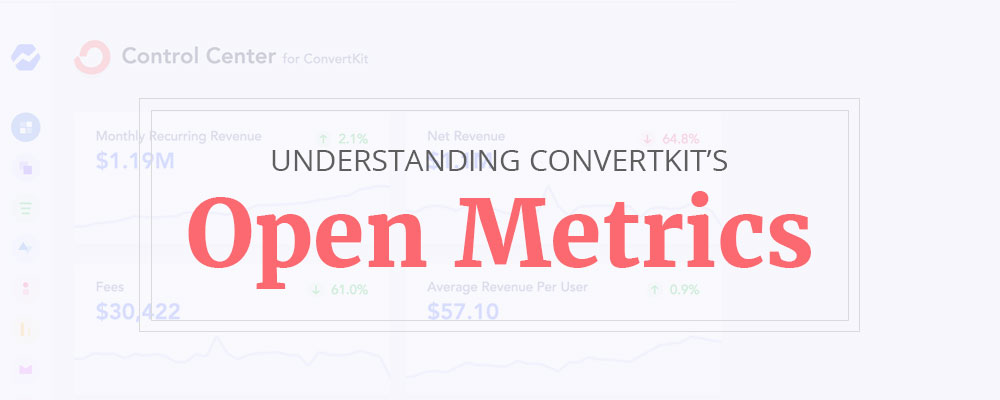 Control Center for ConvertKit
Monthly Recurring Revenue
↑ 2.1%
$1.19M
Net Revenue
↓ 64.8%
UNDERSTANDING CONVERTKIT’S
Open Metrics
Fees
↓ 61.0%
$30,422
Average Revenue Per User
↑ 0.9%
$57.10